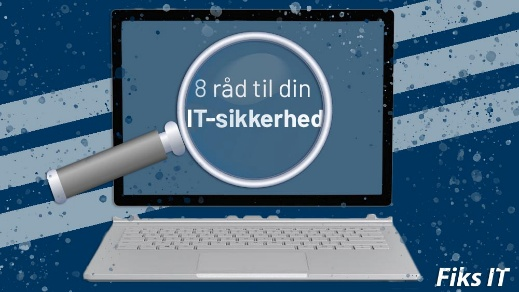 8 råd til din
IT-sikkerhed
Fiks IT